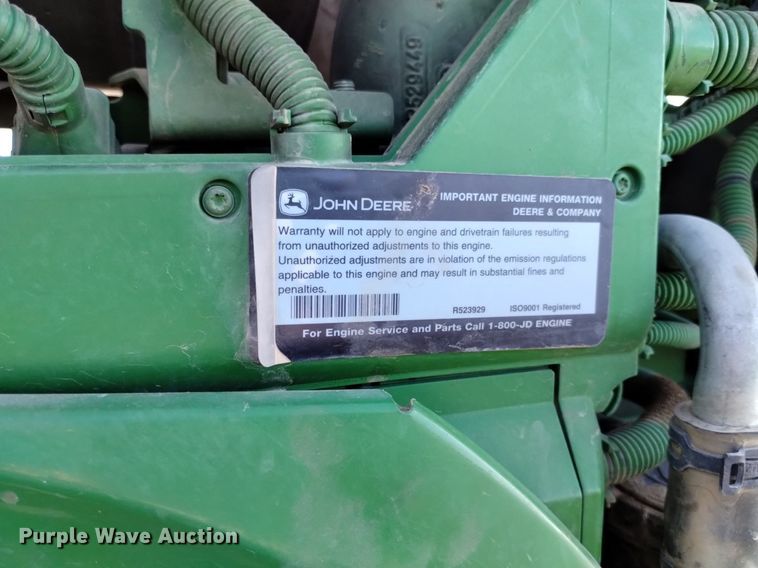 529449
JOHN DEERE
IMPORTANT ENGINE INFORMATION
DEERE & COMPANY
Warranty will not apply to engine and drivetrain failures resulting
from unauthorized adjustments to this engine.
Unauthorized adjustments are in violation of the emission regulations
applicable to this engine and may result in substantial fines and
penalties.
R523929 ISO9001 Registered
For Engine Service and Parts Call 1-800-JD ENGINE
Purple Wave Auction